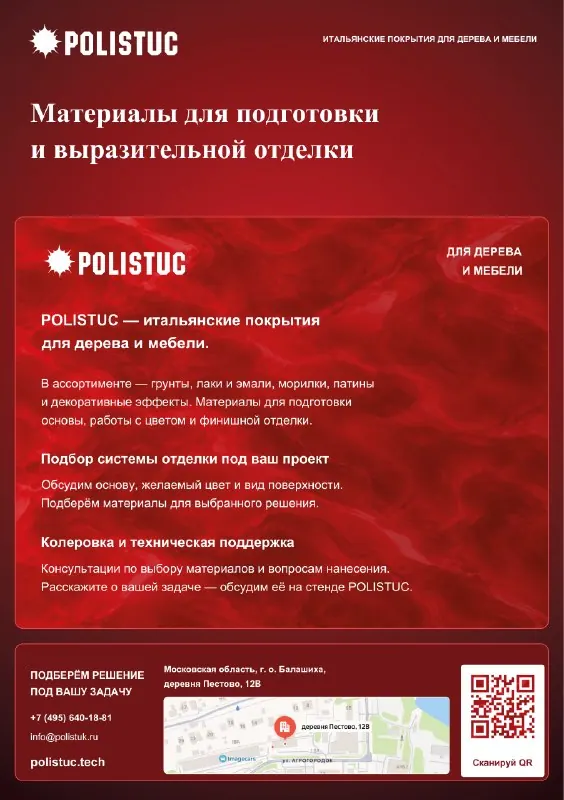 POLISTUC
ИТАЛЬЯНСКИЕ ПОКРЫТИЯ ДЛЯ ДЕРЕВА И МЕБЕЛИ
Материалы для подготовки
и выразительной отделки
POLISTUC
ДЛЯ ДЕРЕВА
И МЕБЕЛИ
POLISTUC — итальянские покрытия
для дерева и мебели.
В ассортименте — грунты, лаки и эмали, морилки, патины
и декоративные эффекты. Материалы для подготовки
основы, работы с цветом и финишной отделки.
Подбор системы отделки под ваш проект
Обсудим основу, желаемый цвет и вид поверхности.
Подберём материалы для выбранного решения.
Колеровка и техническая поддержка
Консультации по выбору материалов и вопросам нанесения.
Расскажите о вашей задаче — обсудим её на стенде POLISTUC.
ПОДБЕРЁМ РЕШЕНИЕ
ПОД ВАШУ ЗАДАЧУ
+7 (495) 640-18-81
info@polistuk.ru
polistuc.tech
Московская область, г. о. Балашиха,
деревня Пестово, 12В
деревня Пестово, 12В
Imagecars
ул. АГРОГОРОДОК
Сканируй QR